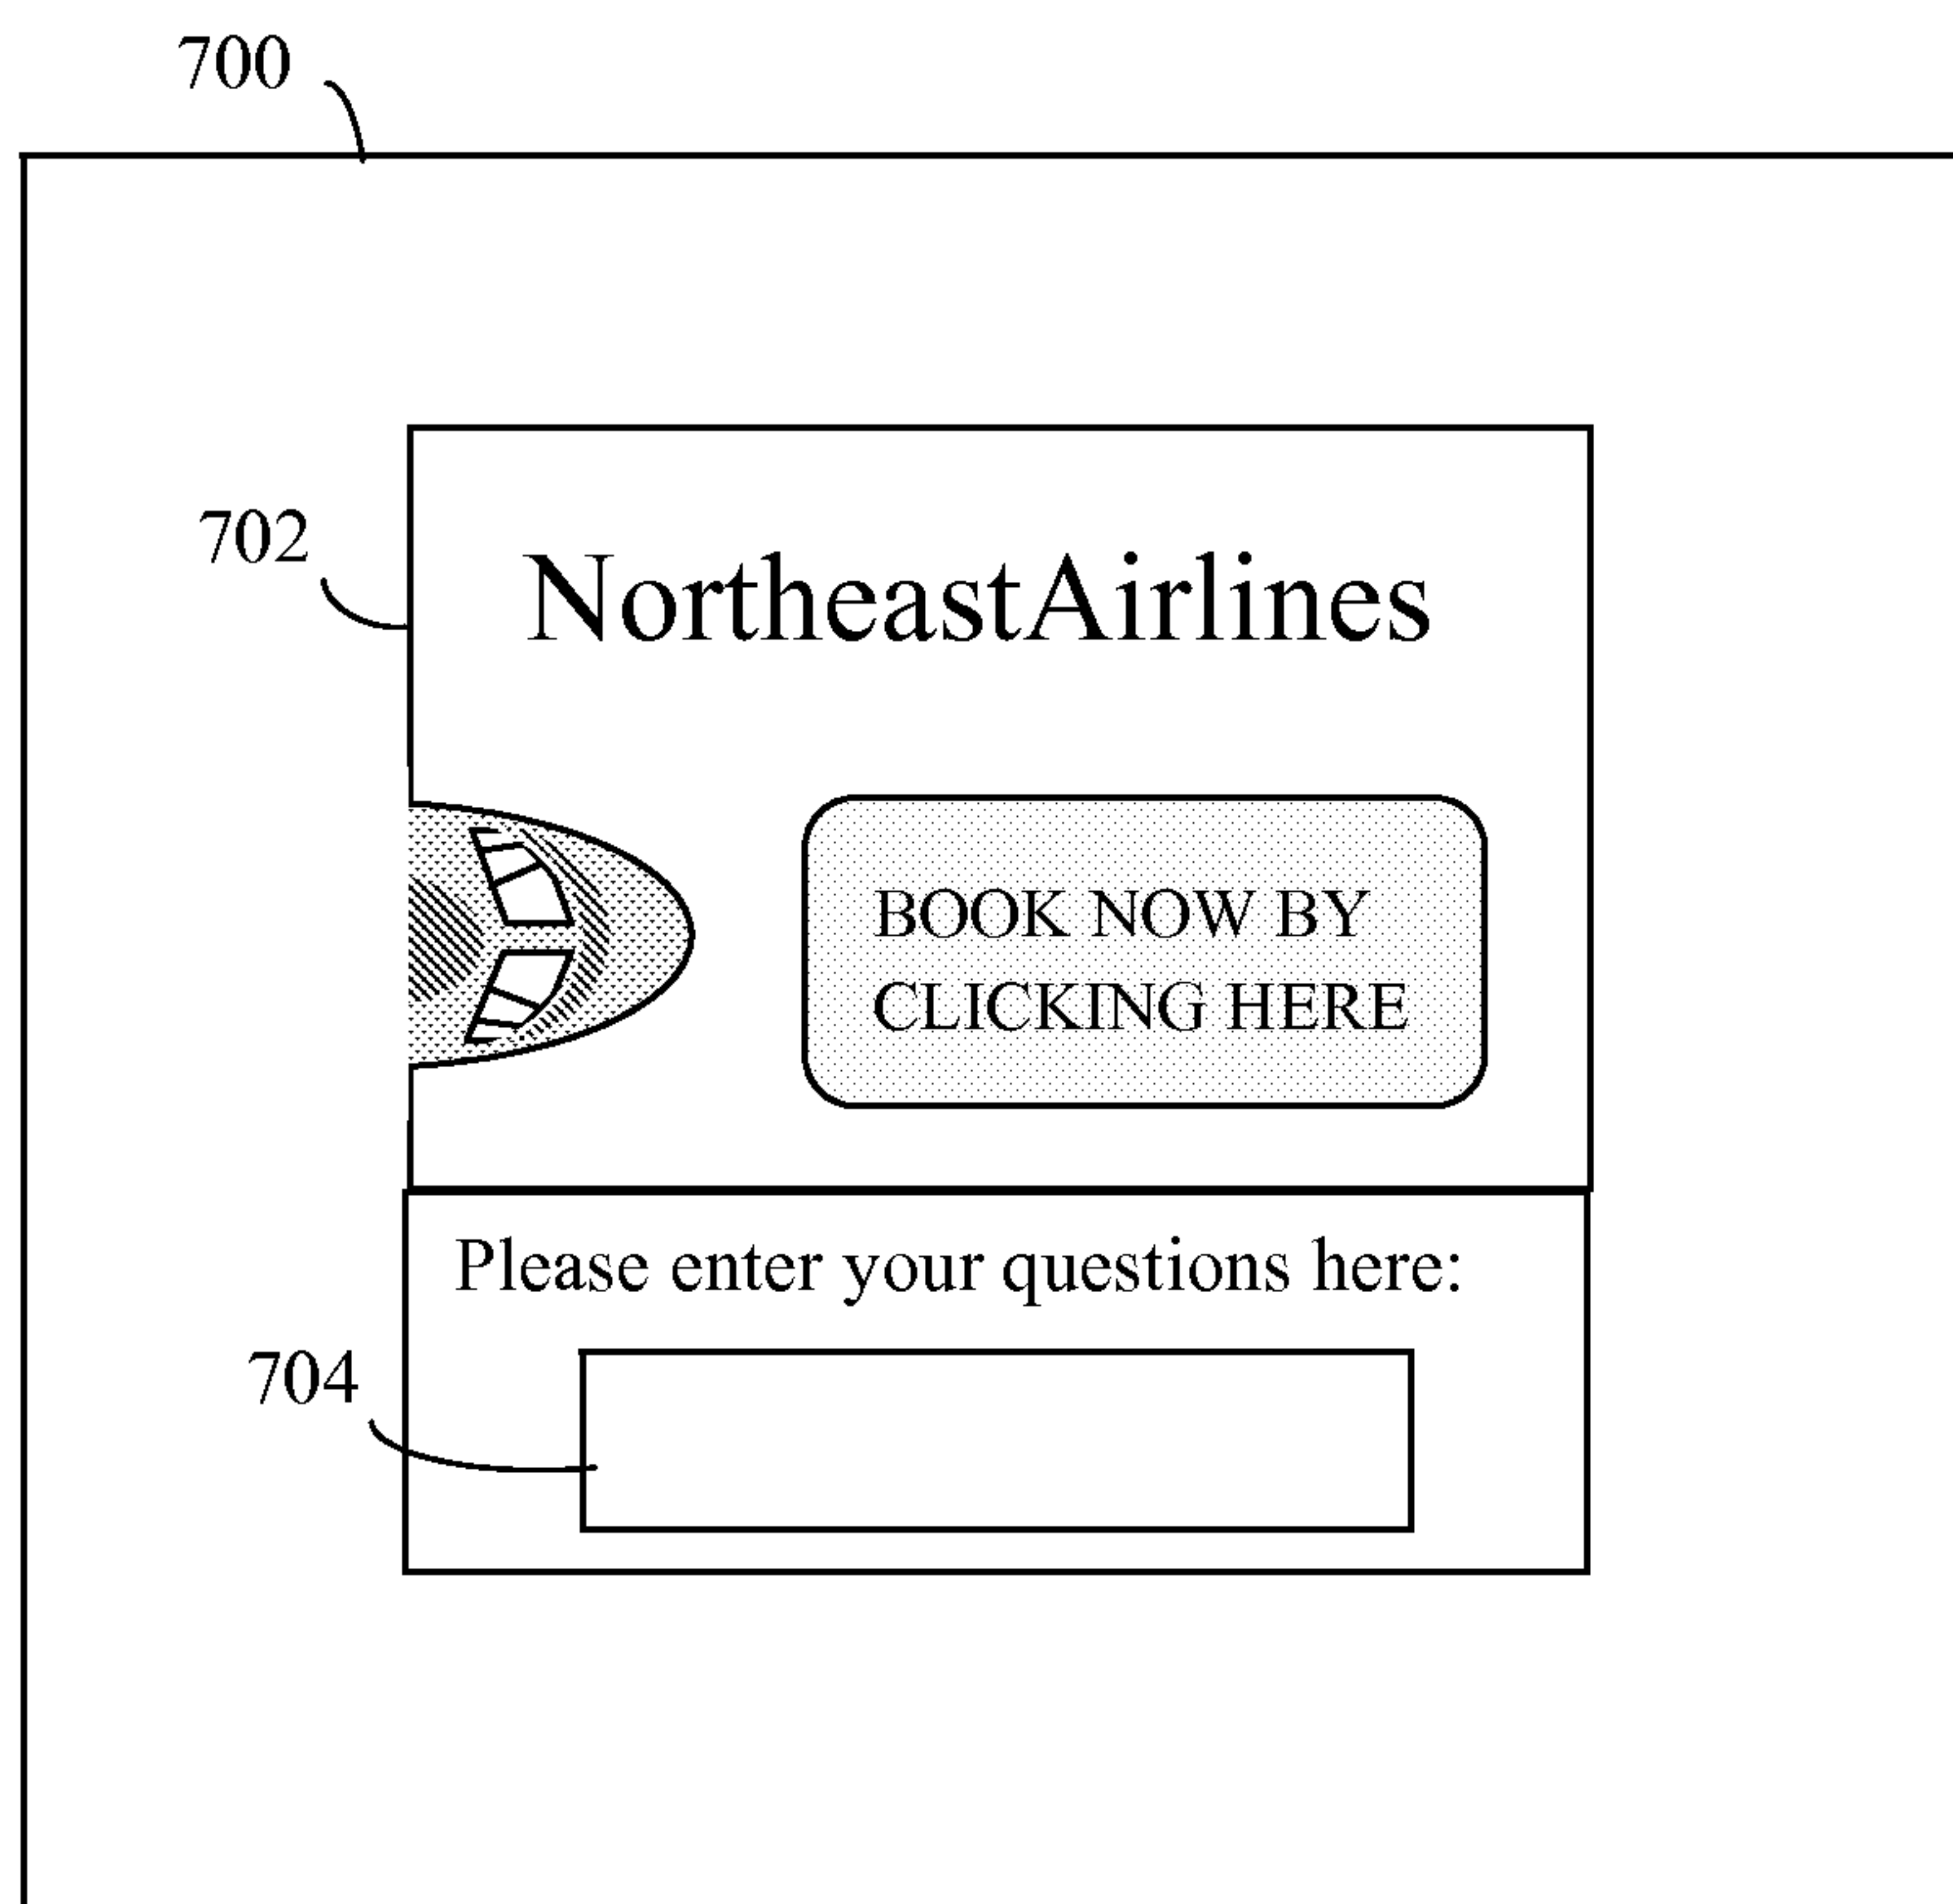 700
702
NortheastAirlines
BOOK NOW BY
CLICKING HERE
Please enter your questions here:
704